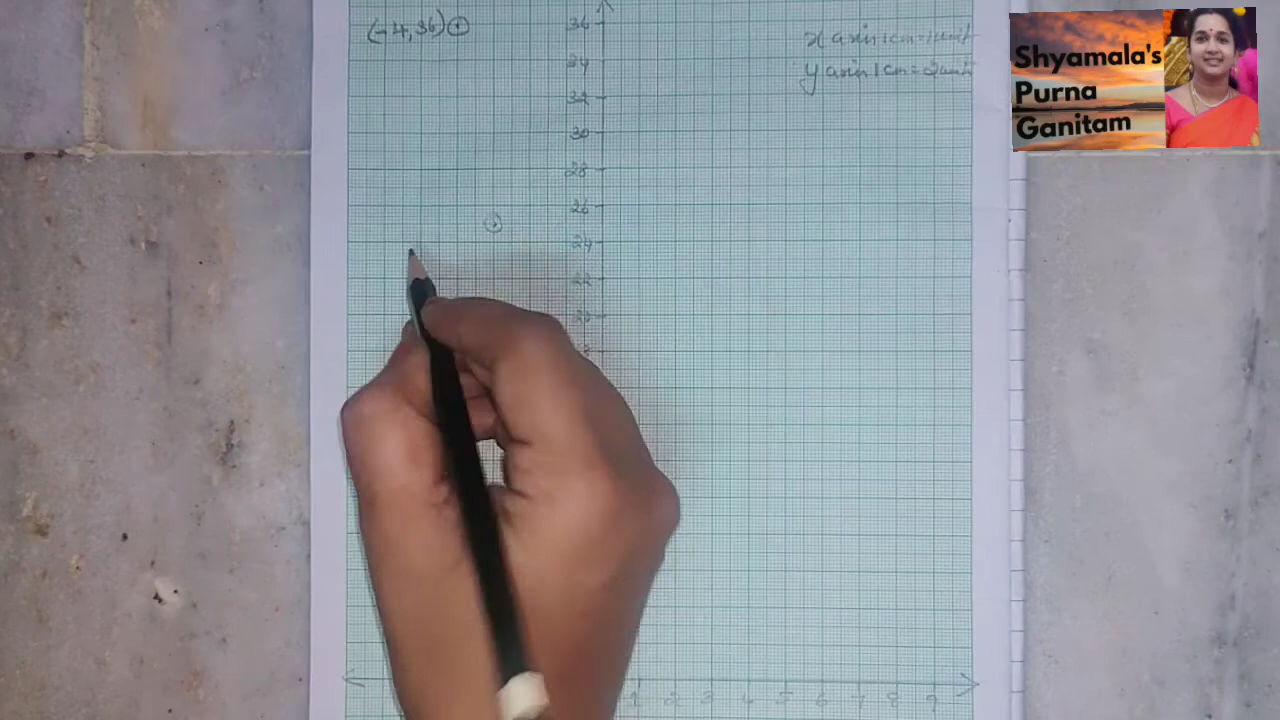 (-4,36)
36
x axis 1cm=1unit
34
y axis 1cm=2unit
32
30
28
26
24
22
20
1 2 3 4 5 6 7 8 9
Shyamala's
Purna
Ganitam